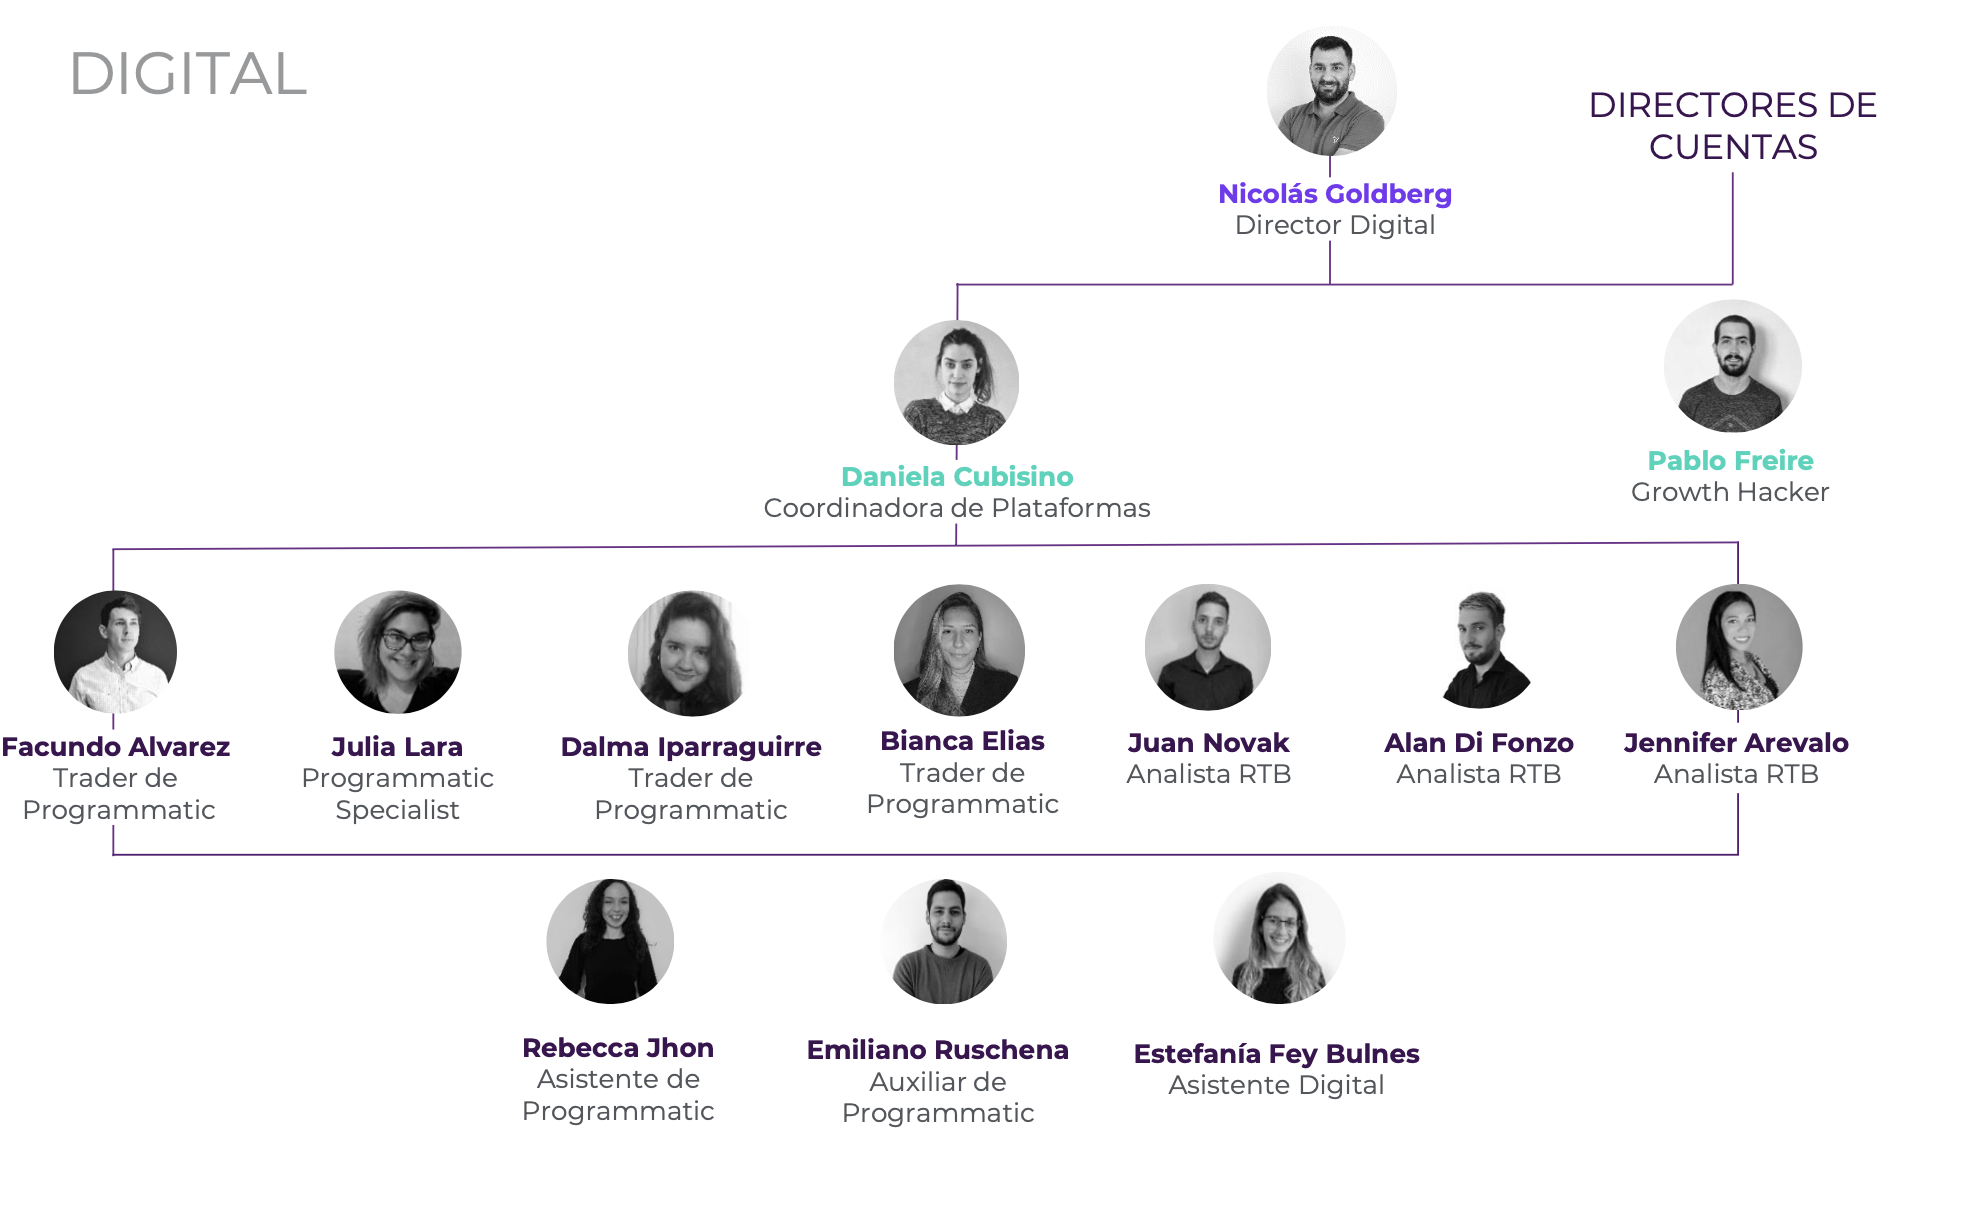 DIGITAL
DIRECTORES DE
CUENTAS
Nicolás Goldberg
Director Digital
Daniela Cubisino
Coordinadora de Plataformas
Pablo Freire
Growth Hacker
Facundo Alvarez
Trader de
Programmatic
Julia Lara
Programmatic
Specialist
Dalma Iparraguirre
Trader de
Programmatic
Bianca Elias
Trader de
Programmatic
Juan Novak
Analista RTB
Alan Di Fonzo
Analista RTB
Jennifer Arevalo
Analista RTB
Rebecca Jhon
Asistente de
Programmatic
Emiliano Ruschena
Auxiliar de
Programmatic
Estefanía Fey Bulnes
Asistente Digital